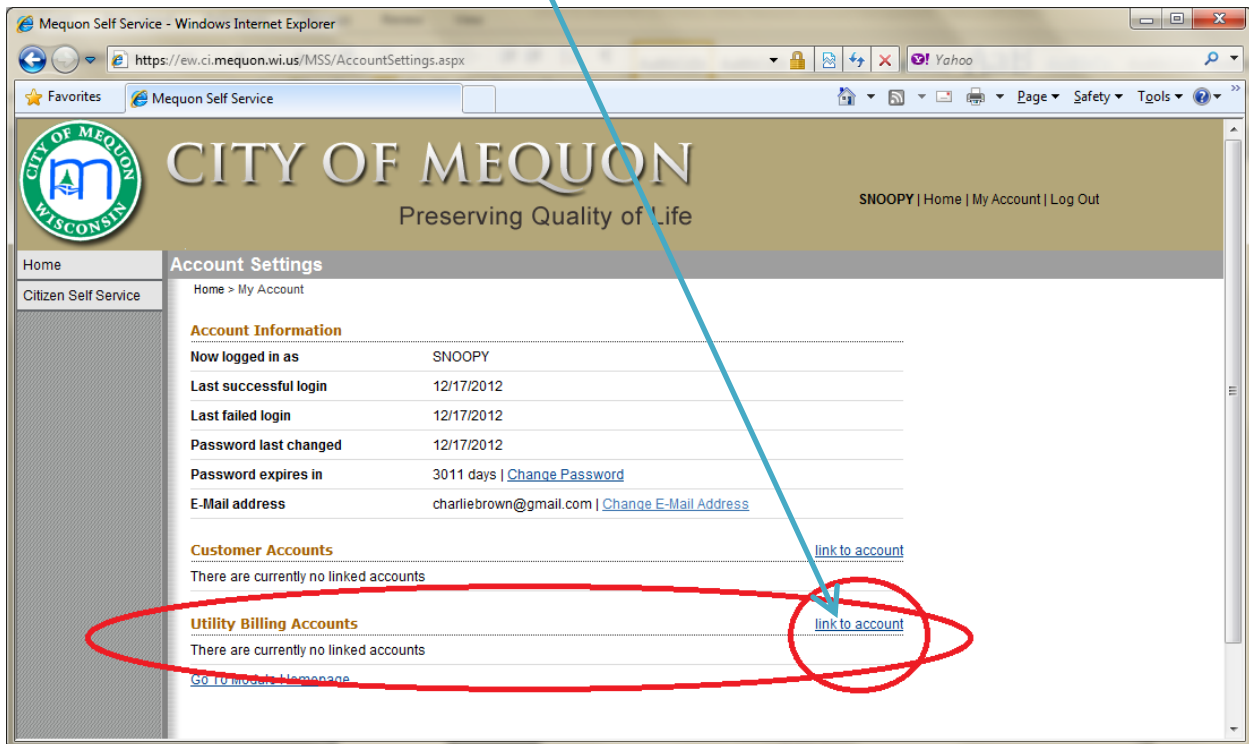 Mequon Self Service - Windows Internet Explorer
https://ew.ci.mequon.wi.us/MSS/AccountSettings.aspx
Yahoo
Favorites
Mequon Self Service
Page
Safety
Tools
CITY OF MEQUON
WISCONSIN
CITY OF MEQUON
Preserving Quality of Life
SNOOPY | Home | My Account | Log Out
Home
Account Settings
Citizen Self Service
Home > My Account
Account Information
Now logged in as SNOOPY
Last successful login 12/17/2012
Last failed login 12/17/2012
Password last changed 12/17/2012
Password expires in 3011 days | Change Password
E-Mail address charliebrown@gmail.com | Change E-Mail Address
Customer Accounts link to account
There are currently no linked accounts
Utility Billing Accounts link to account
There are currently no linked accounts
Go To Module Homepage